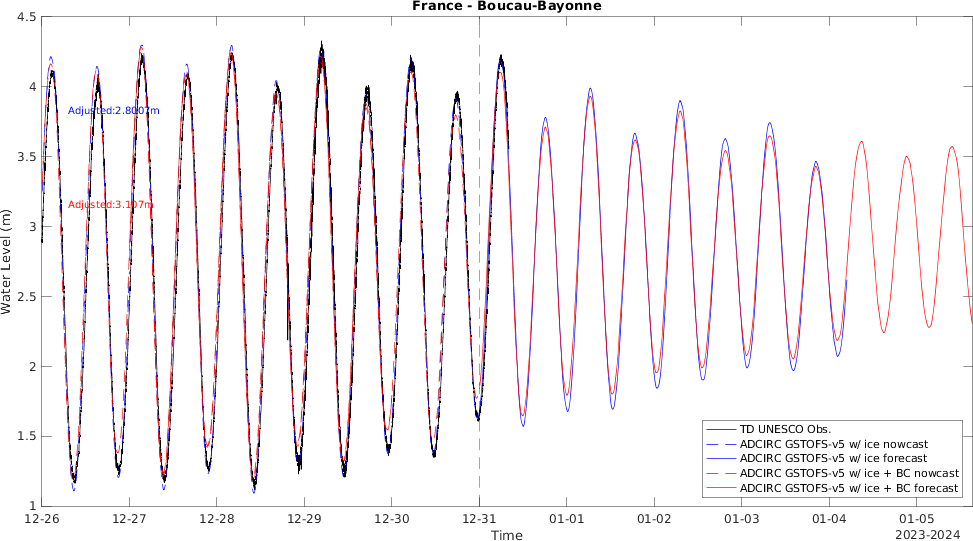 France - Boucau-Bayonne
4.5
4
3.5
3
2.5
2
1.5
1
Water Level (m)
Adjusted:2.8007m
Adjusted:3.107m
TD UNESCO Obs.
ADCIRC GSTOFS-v5 w/ ice nowcast
ADCIRC GSTOFS-v5 w/ ice forecast
ADCIRC GSTOFS-v5 w/ ice + BC nowcast
ADCIRC GSTOFS-v5 w/ ice + BC forecast
12-26 12-27 12-28 12-29 12-30 12-31 01-01 01-02 01-03 01-04 01-05
Time
2023-2024